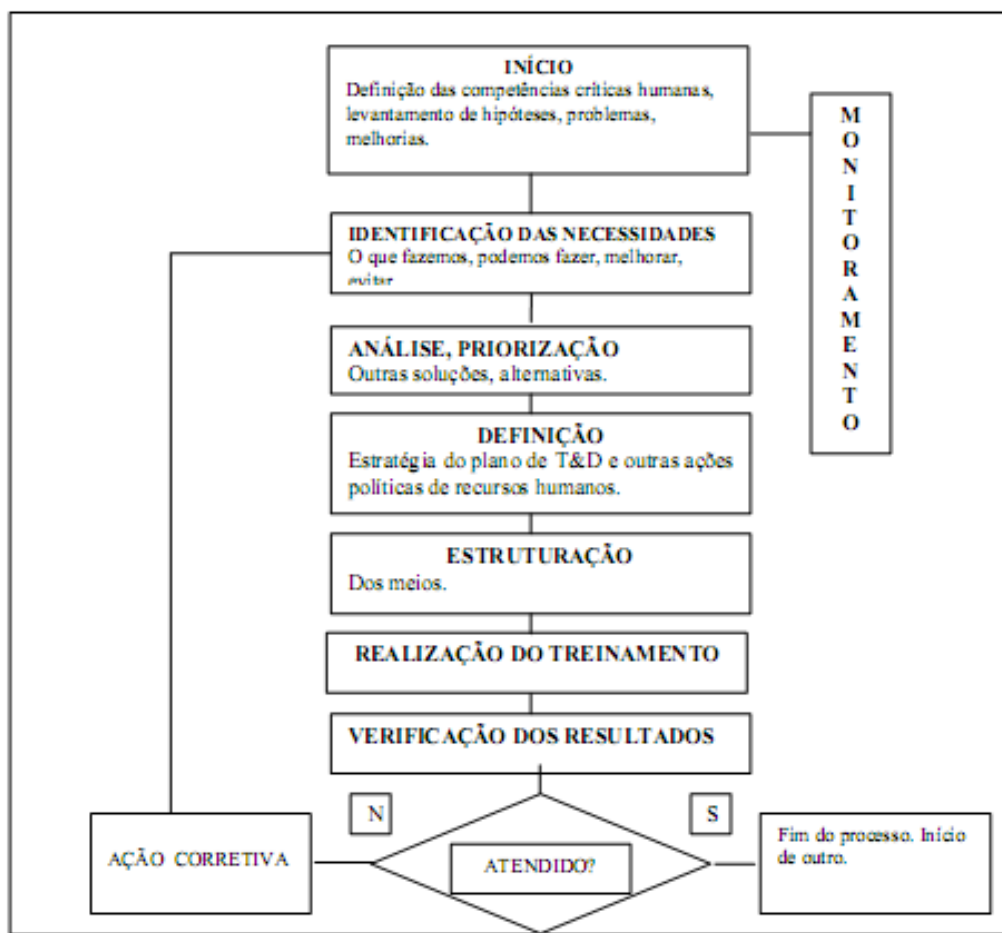 INÍCIO
Definição das competências críticas humanas,
levantamento de hipóteses, problemas,
melhorias.
MONITORAMENTO
IDENTIFICAÇÃO DAS NECESSIDADES
O que fazemos, podemos fazer, melhorar,
evitar
ANÁLISE, PRIORIZAÇÃO
Outras soluções, alternativas.
DEFINIÇÃO
Estratégia do plano de T&D e outras ações
políticas de recursos humanos.
ESTRUTURAÇÃO
Dos meios.
REALIZAÇÃO DO TREINAMENTO
VERIFICAÇÃO DOS RESULTADOS
N
S
AÇÃO CORRETIVA
ATENDIDO?
Fim do processo. Início
de outro.